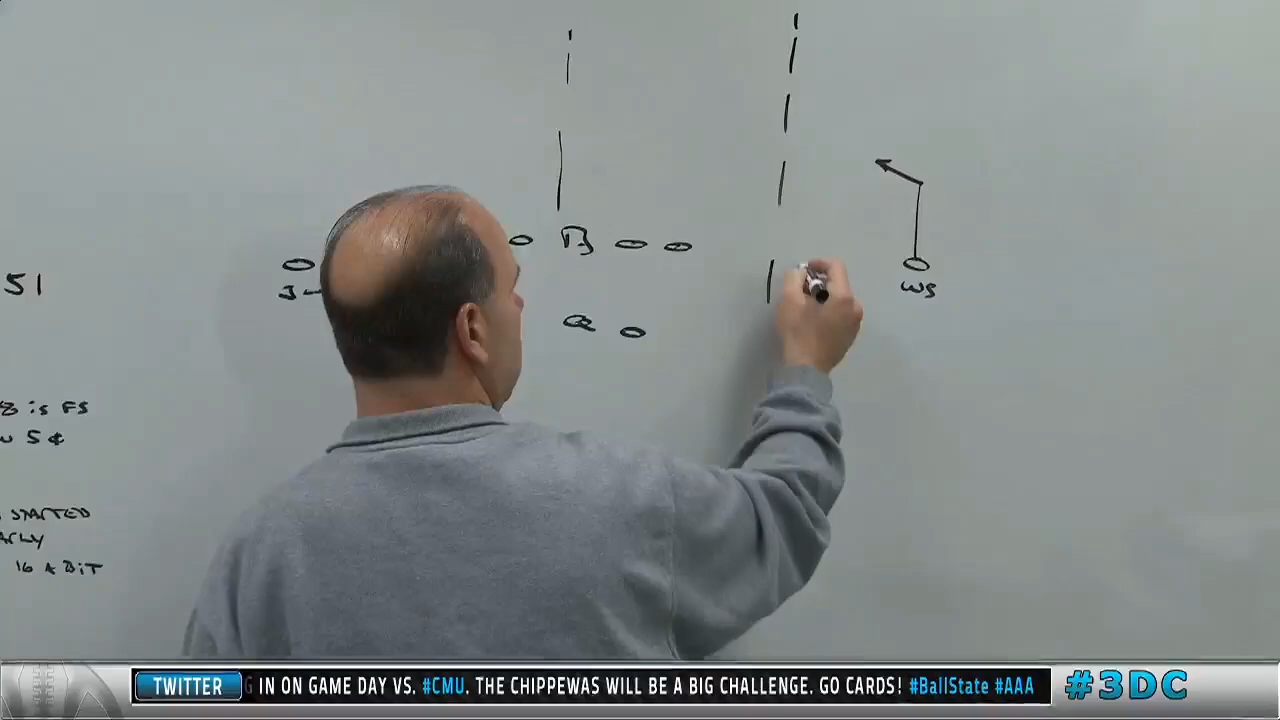 51
WS
is FS
5 ¢
STARTED
16 A BIT
TWITTER IN ON GAME DAY VS. #CMU. THE CHIPPEWAS WILL BE A BIG CHALLENGE. GO CARDS! #BallState #AAA #3DC